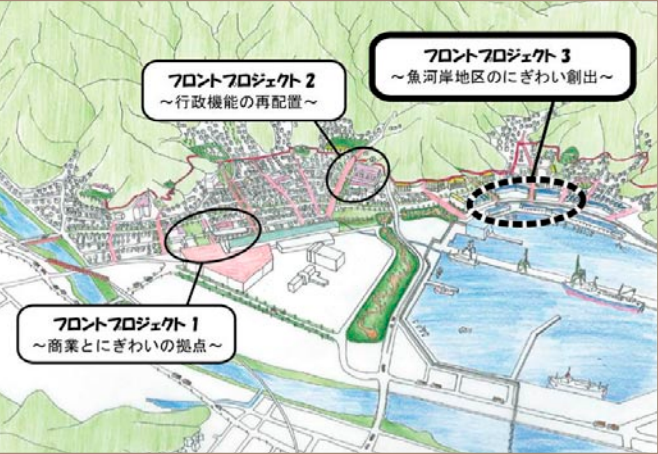 フロントプロジェクト 2
～行政機能の再配置～
フロントプロジェクト 3
～魚河岸地区のにぎわい創出～
フロントプロジェクト 1
～商業とにぎわいの拠点～